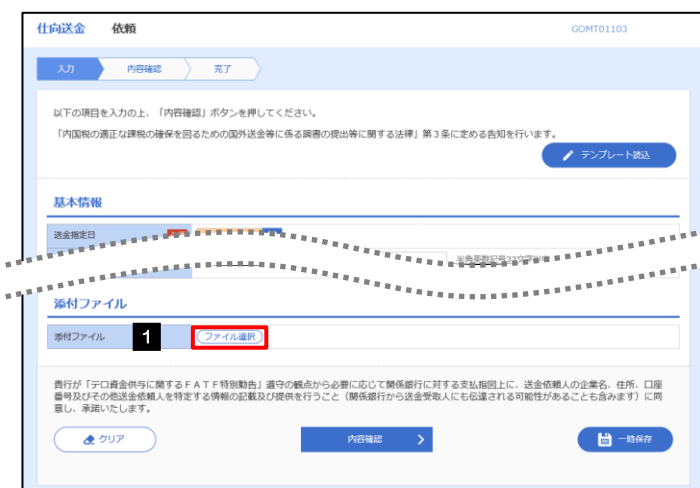 仕向送金 依頼 GOMT01103
入力 内容確認 完了
以下の項目を入力の上、「内容確認」ボタンを押してください。
「内国税の適正な課税の確保を図るための国外送金等に係る調書の提出等に関する法律」第3条に定める告知を行います。
テンプレート読込
基本情報
送金指定日
添付ファイル
添付ファイル 1 ファイル選択
貴行が「テロ資金供与に関するFATF特別勧告」遵守の観点から必要に応じて関係銀行に対する支払指図上に、送金依頼人の企業名、住所、口座
番号及びその他送金依頼人を特定する情報の記載及び提供を行うこと（関係銀行から送金受取人にも伝達される可能性があることも含みます）に同
意し、承諾いたします。
クリア 内容確認 一時保存